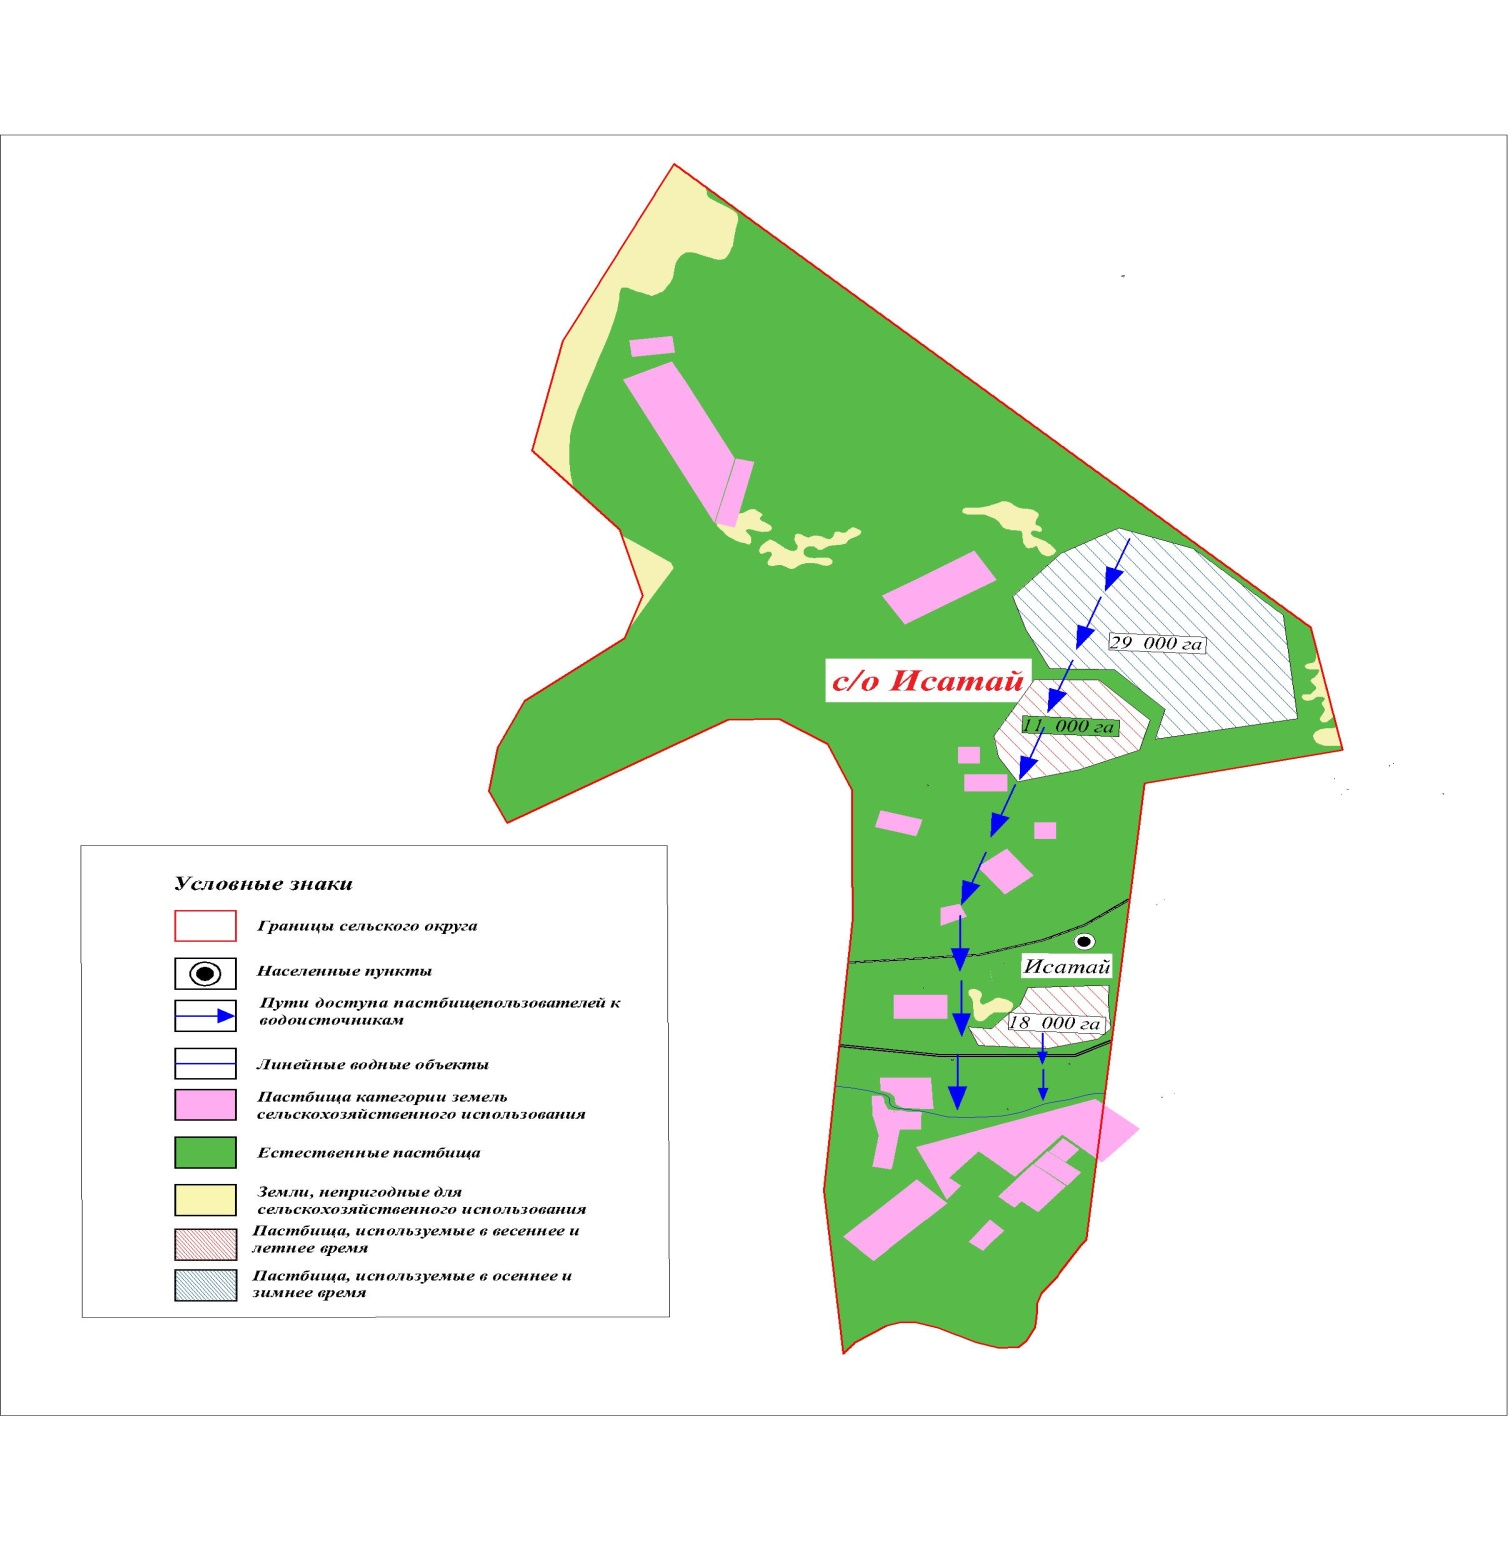 29 000 га
с/о Исатай
11 000 га
Исатай
18 000 га
Условные знаки
Границы сельского округа
Населенные пункты
Пути доступа пастбищепользователей к
водоисточникам
Линейные водные объекты
Пастбища категории земель
сельскохозяйственного использования
Естественные пастбища
Земли, непригодные для
сельскохозяйственного использования
Пастбища, используемые в весеннее и
летнее время
Пастбища, используемые в осеннее и
зимнее время